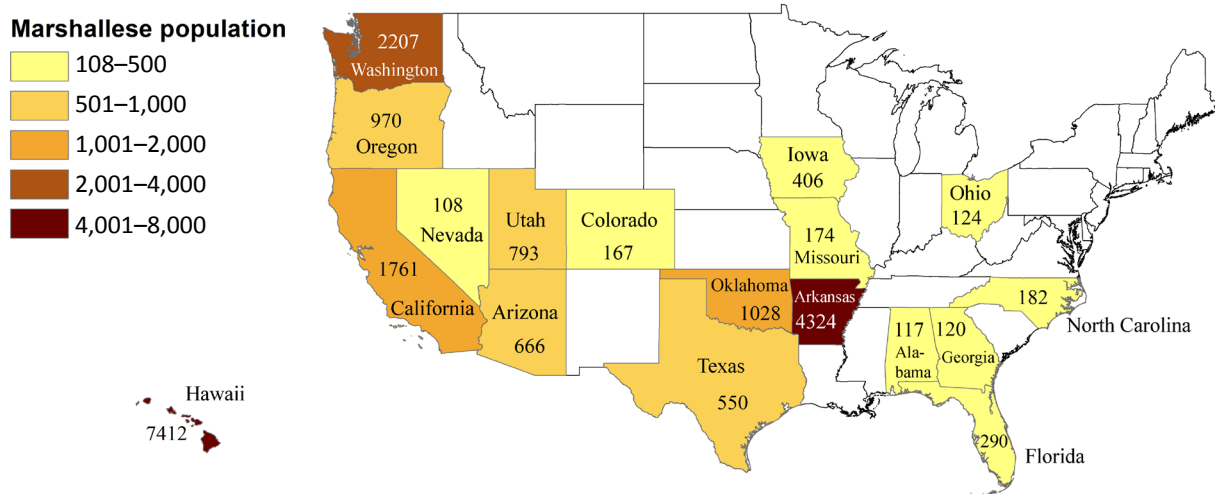 Marshallese population
108–500
501–1,000
1,001–2,000
2,001–4,000
4,001–8,000
2207
Washington
970
Oregon
108
Nevada
1761
California
Utah
793
Colorado
167
Arizona
666
Iowa
406
174
Missouri
Ohio
124
Oklahoma
1028
Arkansas
4324
Texas
550
182
North Carolina
117
Ala-
bama
120
Georgia
290
Florida
Hawaii
7412